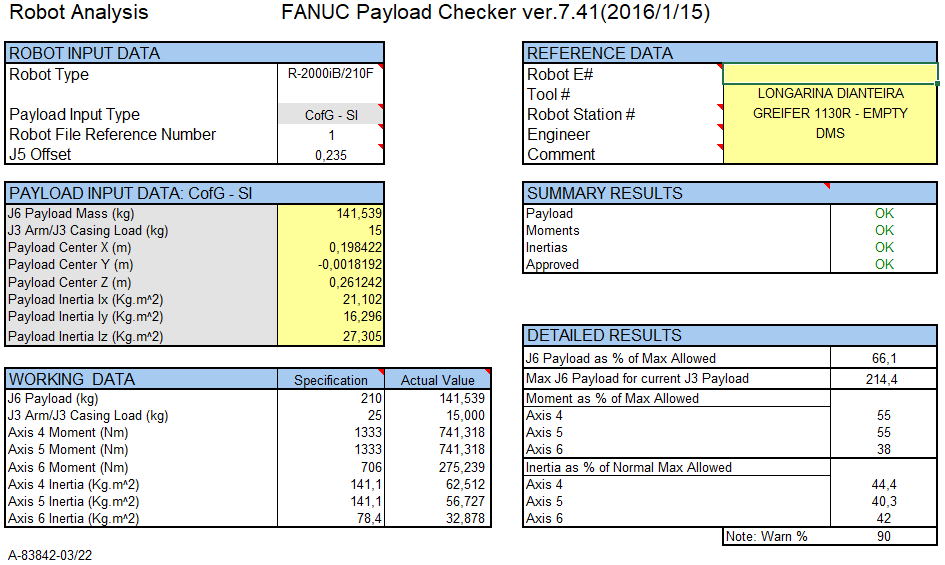 Robot Analysis FANUC Payload Checker ver.7.41(2016/1/15)
ROBOT INPUT DATA
Robot Type R-2000iB/210F
Payload Input Type CofG - SI
Robot File Reference Number 1
J5 Offset 0,235
REFERENCE DATA
Robot E#
Tool # LONGARINA DIANTEIRA
Robot Station # GREIFER 1130R - EMPTY
Engineer DMS
Comment
PAYLOAD INPUT DATA: CofG - SI
J6 Payload Mass (kg) 141,539
J3 Arm/J3 Casing Load (kg) 15
Payload Center X (m) 0,198422
Payload Center Y (m) -0,0018192
Payload Center Z (m) 0,261242
Payload Inertia Ix (Kg.m^2) 21,102
Payload Inertia Iy (Kg.m^2) 16,296
Payload Inertia Iz (Kg.m^2) 27,305
SUMMARY RESULTS
Payload OK
Moments OK
Inertias OK
Approved OK
WORKING DATA Specification Actual Value
J6 Payload (kg) 210 141,539
J3 Arm/J3 Casing Load (kg) 25 15,000
Axis 4 Moment (Nm) 1333 741,318
Axis 5 Moment (Nm) 1333 741,318
Axis 6 Moment (Nm) 706 275,239
Axis 4 Inertia (Kg.m^2) 141,1 62,512
Axis 5 Inertia (Kg.m^2) 141,1 56,727
Axis 6 Inertia (Kg.m^2) 78,4 32,878
DETAILED RESULTS
J6 Payload as % of Max Allowed 66,1
Max J6 Payload for current J3 Payload 214,4
Moment as % of Max Allowed
Axis 4 55
Axis 5 55
Axis 6 38
Inertia as % of Normal Max Allowed
Axis 4 44,4
Axis 5 40,3
Axis 6 42
Note: Warn % 90
A-83842-03/22